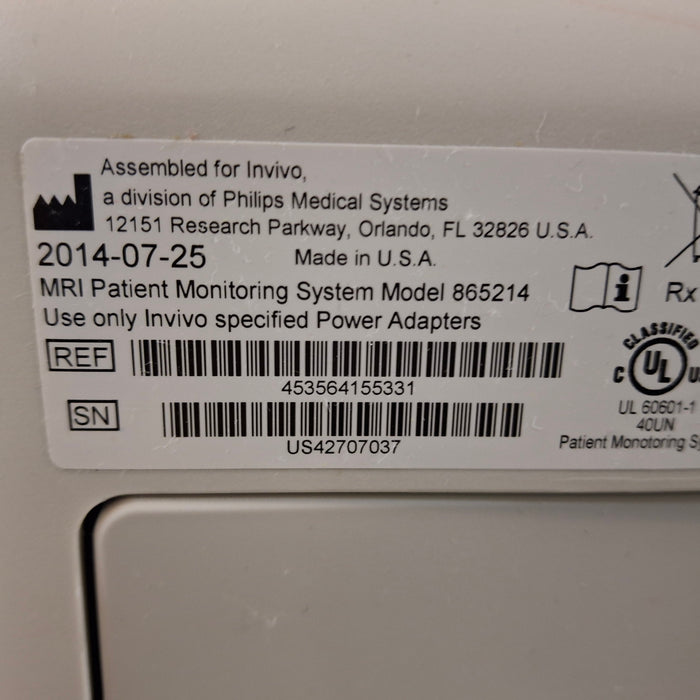 Assembled for Invivo,
a division of Philips Medical Systems
12151 Research Parkway, Orlando, FL 32826 U.S.A.
2014-07-25 Made in U.S.A.
MRI Patient Monitoring System Model 865214
Use only Invivo specified Power Adapters
i Rx
REF
453564155331
SN
US42707037
CLASSIFIED
C UL U
UL 60601-1
40UN
Patient Monotoring